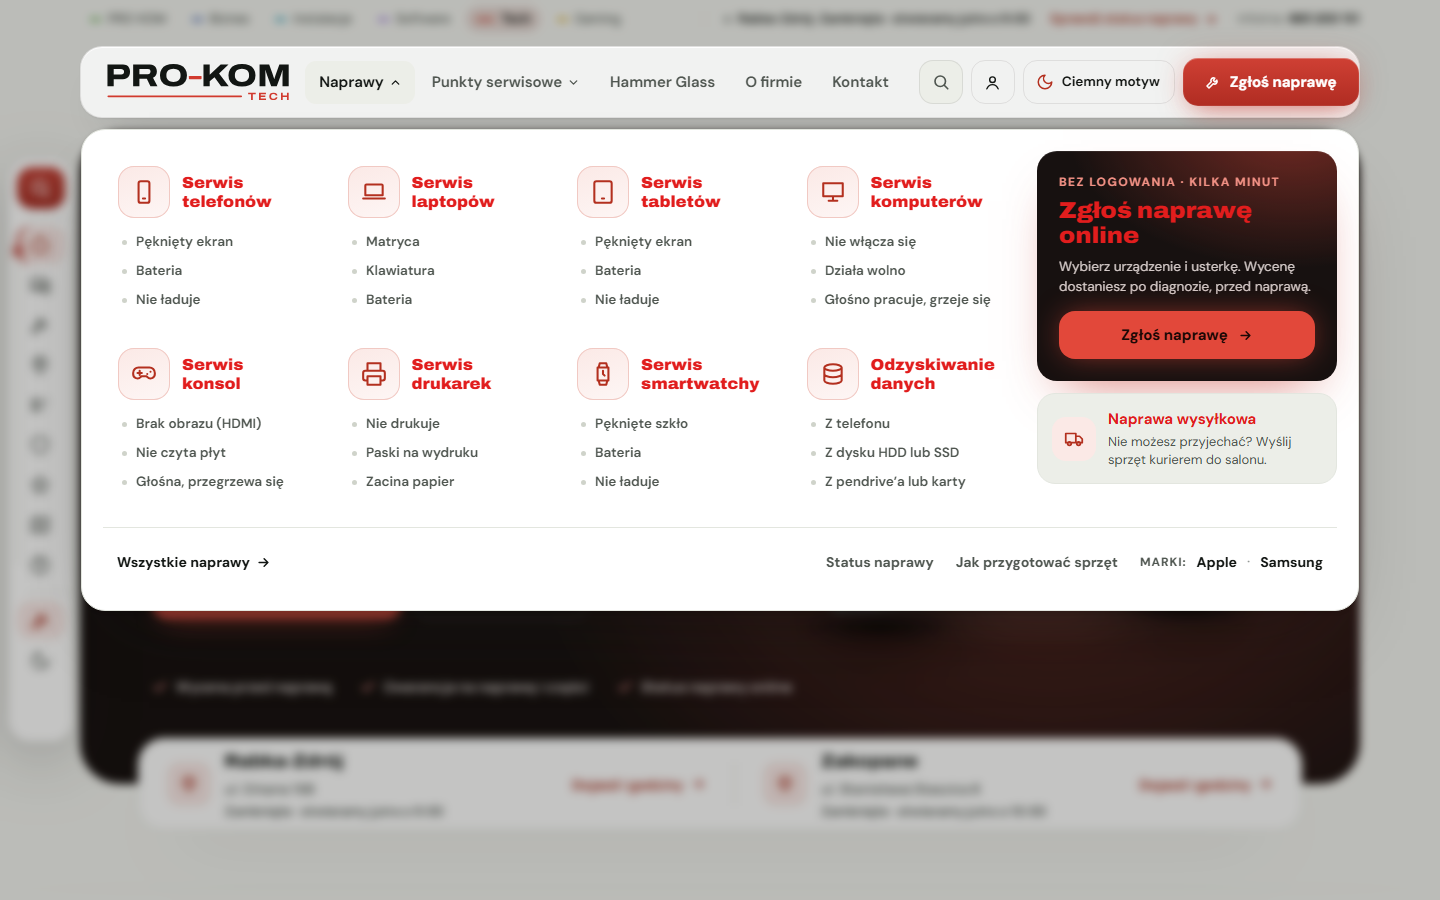 PRO-KOM
TECH
Naprawy
Punkty serwisowe
Hammer Glass
O firmie
Kontakt
Ciemny motyw
Zgłoś naprawę
Serwis
telefonów
Pęknięty ekran
Bateria
Nie ładuje
Serwis
laptopów
Matryca
Klawiatura
Bateria
Serwis
tabletów
Pęknięty ekran
Bateria
Nie ładuje
Serwis
komputerów
Nie włącza się
Działa wolno
Głośno pracuje, grzeje się
Serwis
konsol
Brak obrazu (HDMI)
Nie czyta płyt
Głośna, przegrzewa się
Serwis
drukarek
Nie drukuje
Paski na wydruku
Zacina papier
Serwis
smartwatchy
Pęknięte szkło
Bateria
Nie ładuje
Odzyskiwanie
danych
Z telefonu
Z dysku HDD lub SSD
Z pendrive'a lub karty
BEZ LOGOWANIA · KILKA MINUT
Zgłoś naprawę
online
Wybierz urządzenie i usterkę. Wycenę
dostaniesz po diagnozie, przed naprawą.
Zgłoś naprawę →
Naprawa wysyłkowa
Nie możesz przyjechać? Wyślij
sprzęt kurierem do salonu.
Wszystkie naprawy →
Status naprawy
Jak przygotować sprzęt
MARKI: Apple · Samsung
Rabka-Zdrój
Zakopane